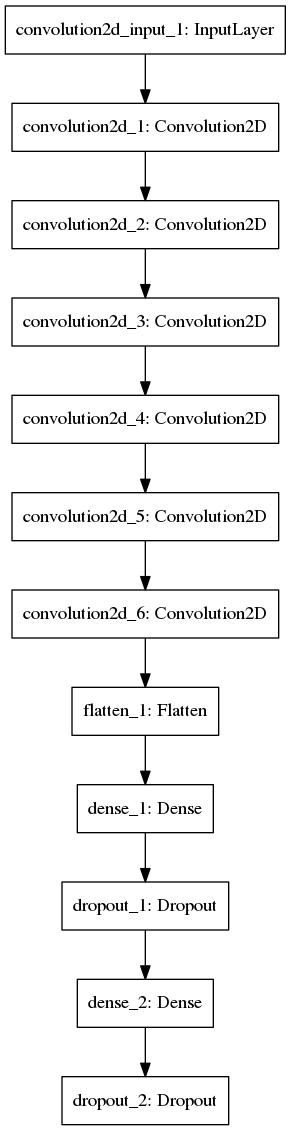 convolution2d_input_1: InputLayer
convolution2d_1: Convolution2D
convolution2d_2: Convolution2D
convolution2d_3: Convolution2D
convolution2d_4: Convolution2D
convolution2d_5: Convolution2D
convolution2d_6: Convolution2D
flatten_1: Flatten
dense_1: Dense
dropout_1: Dropout
dense_2: Dense
dropout_2: Dropout